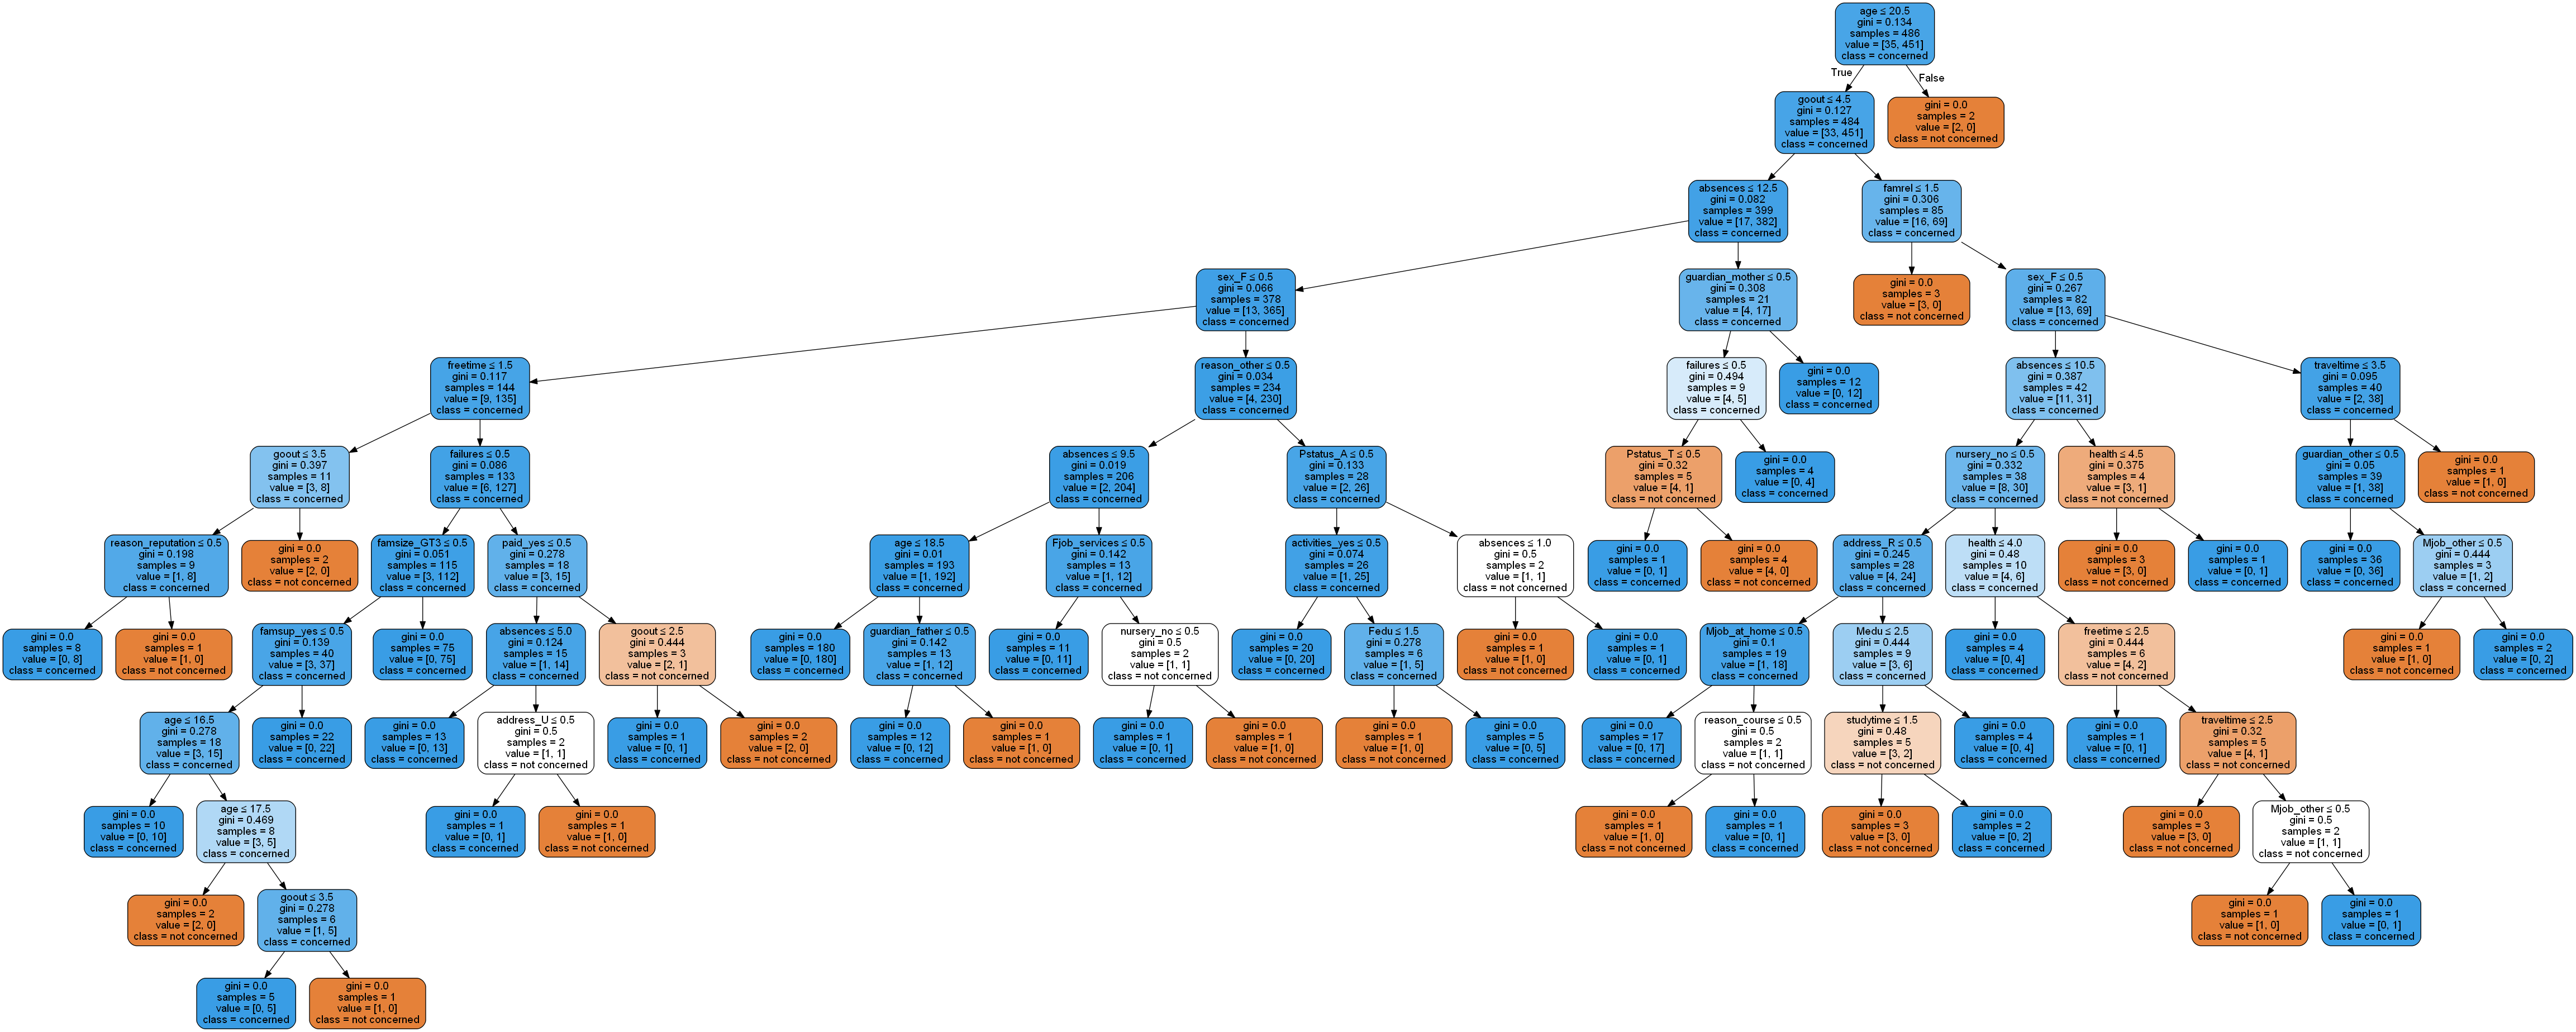 age ≤ 20.5
gini = 0.134
samples = 486
value = [35, 451]
class = concerned
True
False
goout ≤ 4.5
gini = 0.127
samples = 484
value = [33, 451]
class = concerned
gini = 0.0
samples = 2
value = [2, 0]
class = not concerned
absences ≤ 12.5
gini = 0.082
samples = 399
value = [17, 382]
class = concerned
famrel ≤ 1.5
gini = 0.306
samples = 85
value = [16, 69]
class = concerned
sex_F ≤ 0.5
gini = 0.066
samples = 378
value = [13, 365]
class = concerned
guardian_mother ≤ 0.5
gini = 0.308
samples = 21
value = [4, 17]
class = concerned
gini = 0.0
samples = 3
value = [3, 0]
class = not concerned
sex_F ≤ 0.5
gini = 0.267
samples = 82
value = [13, 69]
class = concerned
freetime ≤ 1.5
gini = 0.117
samples = 144
value = [9, 135]
class = concerned
reason_other ≤ 0.5
gini = 0.034
samples = 234
value = [4, 230]
class = concerned
failures ≤ 0.5
gini = 0.494
samples = 9
value = [4, 5]
class = concerned
gini = 0.0
samples = 12
value = [0, 12]
class = concerned
absences ≤ 10.5
gini = 0.387
samples = 42
value = [11, 31]
class = concerned
traveltime ≤ 3.5
gini = 0.095
samples = 40
value = [2, 38]
class = concerned
goout ≤ 3.5
gini = 0.397
samples = 11
value = [3, 8]
class = concerned
failures ≤ 0.5
gini = 0.086
samples = 133
value = [6, 127]
class = concerned
absences ≤ 9.5
gini = 0.019
samples = 206
value = [2, 204]
class = concerned
Pstatus_A ≤ 0.5
gini = 0.133
samples = 28
value = [2, 26]
class = concerned
Pstatus_T ≤ 0.5
gini = 0.32
samples = 5
value = [4, 1]
class = not concerned
gini = 0.0
samples = 4
value = [0, 4]
class = concerned
nursery_no ≤ 0.5
gini = 0.332
samples = 38
value = [8, 30]
class = concerned
health ≤ 4.5
gini = 0.375
samples = 4
value = [3, 1]
class = not concerned
guardian_other ≤ 0.5
gini = 0.05
samples = 39
value = [1, 38]
class = concerned
gini = 0.0
samples = 1
value = [1, 0]
class = not concerned
reason_reputation ≤ 0.5
gini = 0.198
samples = 9
value = [1, 8]
class = concerned
gini = 0.0
samples = 2
value = [2, 0]
class = not concerned
famsize_GT3 ≤ 0.5
gini = 0.051
samples = 115
value = [3, 112]
class = concerned
paid_yes ≤ 0.5
gini = 0.278
samples = 18
value = [3, 15]
class = concerned
age ≤ 18.5
gini = 0.01
samples = 193
value = [1, 192]
class = concerned
Fjob_services ≤ 0.5
gini = 0.142
samples = 13
value = [1, 12]
class = concerned
activities_yes ≤ 0.5
gini = 0.074
samples = 26
value = [1, 25]
class = concerned
absences ≤ 1.0
gini = 0.5
samples = 2
value = [1, 1]
class = not concerned
gini = 0.0
samples = 1
value = [0, 1]
class = concerned
gini = 0.0
samples = 4
value = [4, 0]
class = not concerned
address_R ≤ 0.5
gini = 0.245
samples = 28
value = [4, 24]
class = concerned
health ≤ 4.0
gini = 0.48
samples = 10
value = [4, 6]
class = concerned
gini = 0.0
samples = 3
value = [3, 0]
class = not concerned
gini = 0.0
samples = 1
value = [0, 1]
class = concerned
gini = 0.0
samples = 36
value = [0, 36]
class = concerned
Mjob_other ≤ 0.5
gini = 0.444
samples = 3
value = [1, 2]
class = concerned
gini = 0.0
samples = 8
value = [0, 8]
class = concerned
gini = 0.0
samples = 1
value = [1, 0]
class = not concerned
famsup_yes ≤ 0.5
gini = 0.139
samples = 40
value = [3, 37]
class = concerned
gini = 0.0
samples = 75
value = [0, 75]
class = concerned
absences ≤ 5.0
gini = 0.124
samples = 15
value = [1, 14]
class = concerned
goout ≤ 2.5
gini = 0.444
samples = 3
value = [2, 1]
class = not concerned
gini = 0.0
samples = 180
value = [0, 180]
class = concerned
guardian_father ≤ 0.5
gini = 0.142
samples = 13
value = [1, 12]
class = concerned
gini = 0.0
samples = 11
value = [0, 11]
class = concerned
nursery_no ≤ 0.5
gini = 0.5
samples = 2
value = [1, 1]
class = not concerned
gini = 0.0
samples = 20
value = [0, 20]
class = concerned
Fedu ≤ 1.5
gini = 0.278
samples = 6
value = [1, 5]
class = concerned
gini = 0.0
samples = 1
value = [1, 0]
class = not concerned
gini = 0.0
samples = 1
value = [0, 1]
class = concerned
Mjob_at_home ≤ 0.5
gini = 0.1
samples = 19
value = [1, 18]
class = concerned
Medu ≤ 2.5
gini = 0.444
samples = 9
value = [3, 6]
class = concerned
gini = 0.0
samples = 4
value = [0, 4]
class = concerned
freetime ≤ 2.5
gini = 0.444
samples = 6
value = [4, 2]
class = not concerned
gini = 0.0
samples = 1
value = [1, 0]
class = not concerned
gini = 0.0
samples = 2
value = [0, 2]
class = concerned
age ≤ 16.5
gini = 0.278
samples = 18
value = [3, 15]
class = concerned
gini = 0.0
samples = 22
value = [0, 22]
class = concerned
gini = 0.0
samples = 13
value = [0, 13]
class = concerned
address_U ≤ 0.5
gini = 0.5
samples = 2
value = [1, 1]
class = not concerned
gini = 0.0
samples = 1
value = [0, 1]
class = concerned
gini = 0.0
samples = 2
value = [2, 0]
class = not concerned
gini = 0.0
samples = 12
value = [0, 12]
class = concerned
gini = 0.0
samples = 1
value = [1, 0]
class = not concerned
gini = 0.0
samples = 1
value = [0, 1]
class = concerned
gini = 0.0
samples = 1
value = [1, 0]
class = not concerned
gini = 0.0
samples = 1
value = [1, 0]
class = not concerned
gini = 0.0
samples = 5
value = [0, 5]
class = concerned
gini = 0.0
samples = 17
value = [0, 17]
class = concerned
reason_course ≤ 0.5
gini = 0.5
samples = 2
value = [1, 1]
class = not concerned
studytime ≤ 1.5
gini = 0.48
samples = 5
value = [3, 2]
class = not concerned
gini = 0.0
samples = 4
value = [0, 4]
class = concerned
gini = 0.0
samples = 1
value = [0, 1]
class = concerned
traveltime ≤ 2.5
gini = 0.32
samples = 5
value = [4, 1]
class = not concerned
gini = 0.0
samples = 10
value = [0, 10]
class = concerned
age ≤ 17.5
gini = 0.469
samples = 8
value = [3, 5]
class = concerned
gini = 0.0
samples = 1
value = [0, 1]
class = concerned
gini = 0.0
samples = 1
value = [1, 0]
class = not concerned
gini = 0.0
samples = 1
value = [1, 0]
class = not concerned
gini = 0.0
samples = 1
value = [0, 1]
class = concerned
gini = 0.0
samples = 3
value = [3, 0]
class = not concerned
gini = 0.0
samples = 2
value = [0, 2]
class = concerned
gini = 0.0
samples = 3
value = [3, 0]
class = not concerned
Mjob_other ≤ 0.5
gini = 0.5
samples = 2
value = [1, 1]
class = not concerned
gini = 0.0
samples = 2
value = [2, 0]
class = not concerned
goout ≤ 3.5
gini = 0.278
samples = 6
value = [1, 5]
class = concerned
gini = 0.0
samples = 1
value = [1, 0]
class = not concerned
gini = 0.0
samples = 1
value = [0, 1]
class = concerned
gini = 0.0
samples = 5
value = [0, 5]
class = concerned
gini = 0.0
samples = 1
value = [1, 0]
class = not concerned